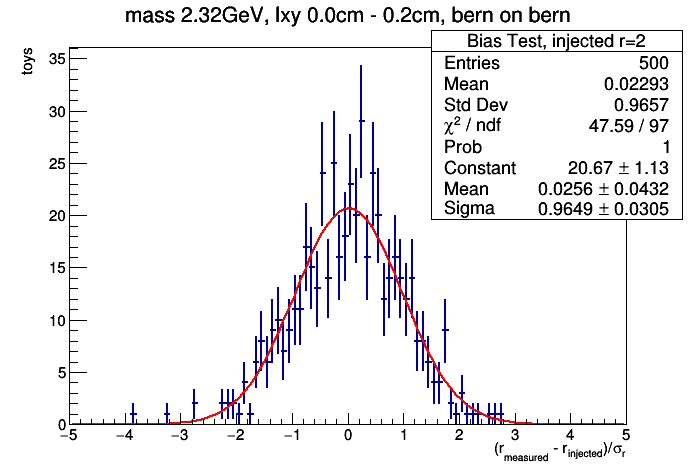 mass 2.32GeV, lxy 0.0cm - 0.2cm, bern on bern
toys
Bias Test, injected r=2
Entries 500
Mean 0.02293
Std Dev 0.9657
χ² / ndf 47.59 / 97
Prob 1
Constant 20.67 ± 1.13
Mean 0.0256 ± 0.0432
Sigma 0.9649 ± 0.0305
35
30
25
20
15
10
5
0
−5 −4 −3 −2 −1 0 1 2 3 4 5
(r_measured - r_injected)/σ_r